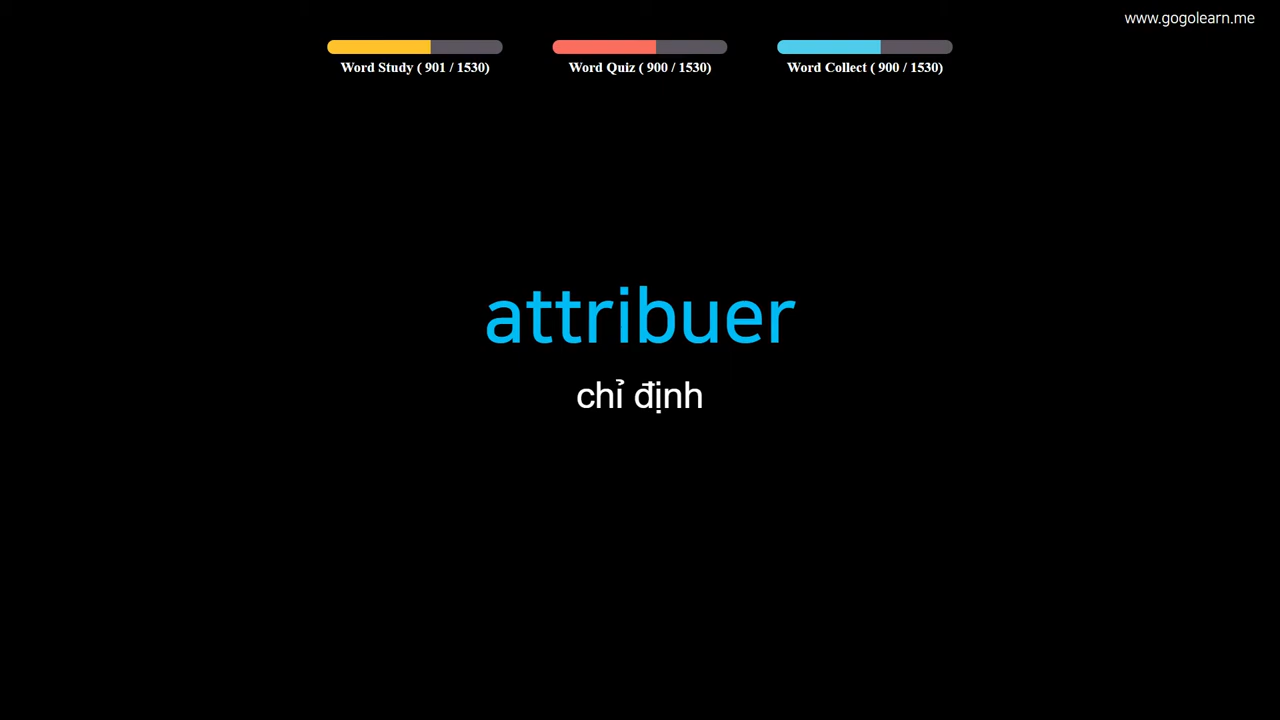 www.gogolearn.me
Word Study ( 901 / 1530)
Word Quiz ( 900 / 1530)
Word Collect ( 900 / 1530)
attribuer
chỉ định